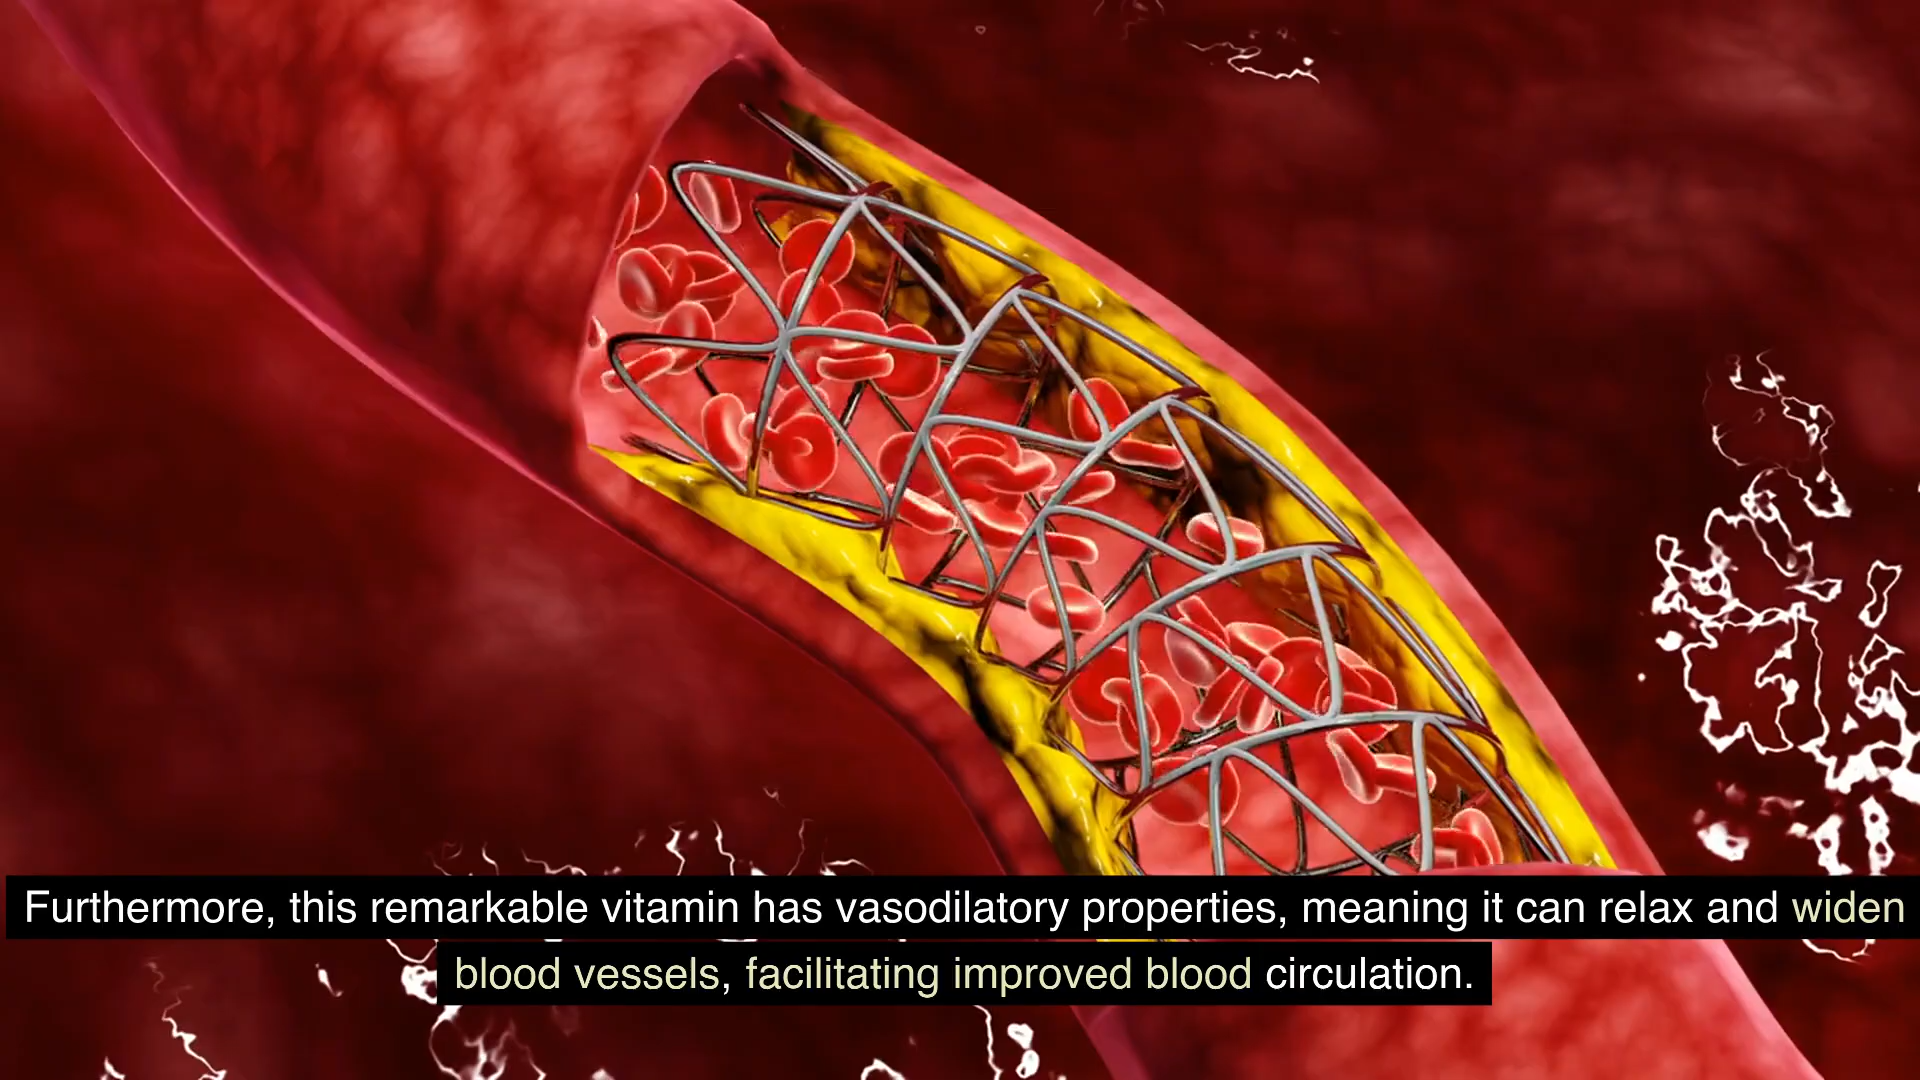 Furthermore, this remarkable vitamin has vasodilatory properties, meaning it can relax and widen
blood vessels, facilitating improved blood circulation.